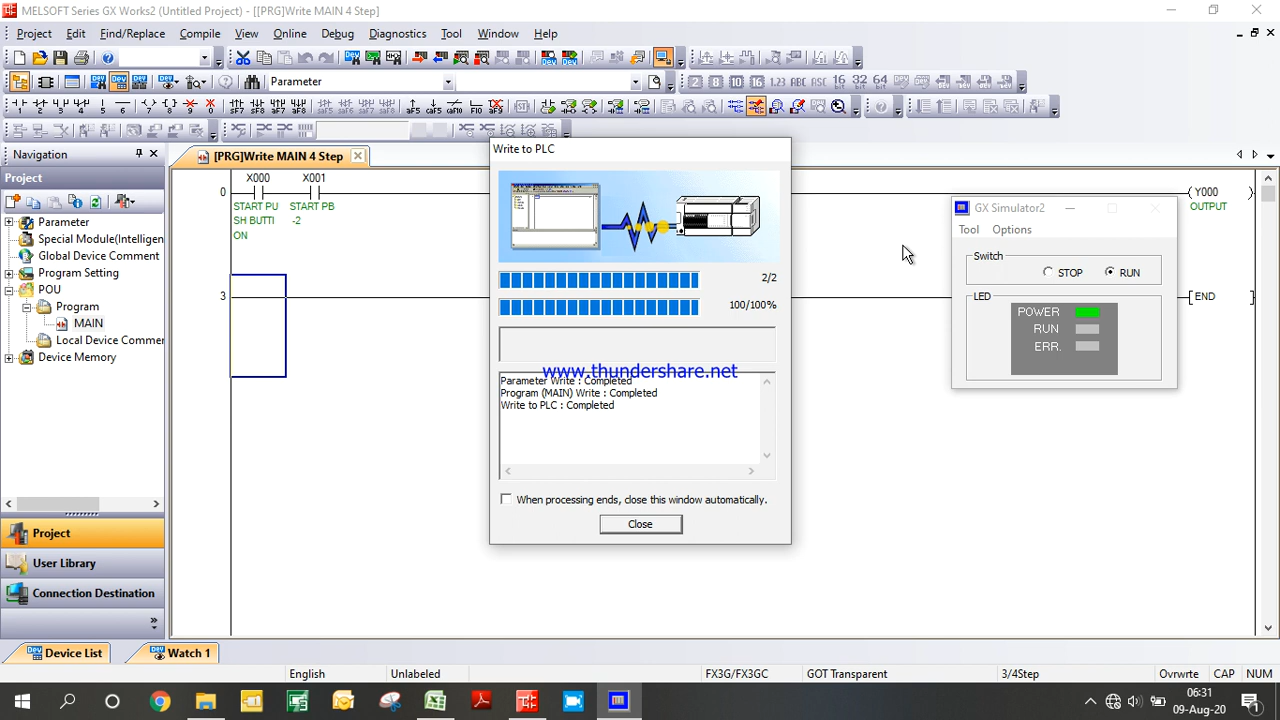 MELSOFT Series GX Works2 (Untitled Project) - [[PRG]Write MAIN 4 Step]
Project Edit Find/Replace Compile View Online Debug Diagnostics Tool Window Help
Parameter
Navigation
[PRG]Write MAIN 4 Step
Project
Parameter
Special Module(Intelligen
Global Device Comment
Program Setting
POU
Program
MAIN
Local Device Commer
Device Memory
Project
User Library
Connection Destination
X000 X001
0
START PU START PB
SH BUTTI -2
ON
3
Y000
OUTPUT
END
Write to PLC
2/2
100/100%
www.thundershare.net
Parameter Write : Completed
Program (MAIN) Write : Completed
Write to PLC : Completed
When processing ends, close this window automatically.
Close
GX Simulator2
Tool Options
Switch
STOP RUN
LED
POWER
RUN
ERR.
Device List Watch 1
English Unlabeled FX3G/FX3GC GOT Transparent 3/4Step Ovrwrte CAP NUM
06:31
09-Aug-20